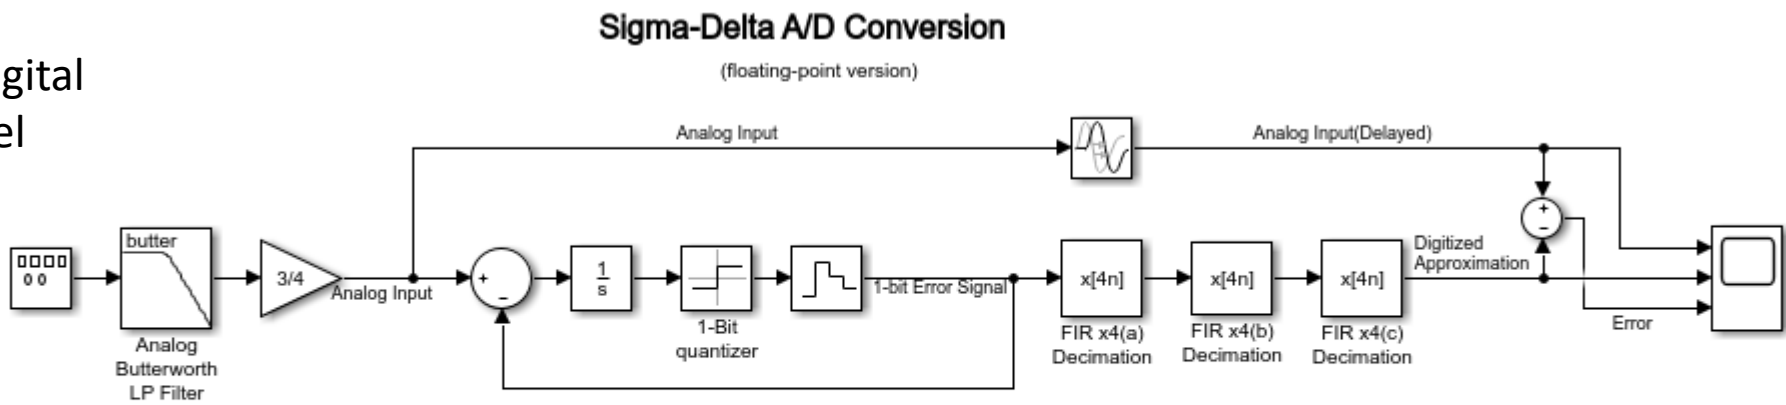 Sigma-Delta A/D Conversion
(floating-point version)
gital
el
Analog Input
Analog Input(Delayed)
butter
Analog
Butterworth
LP Filter
3/4
Analog Input
+
-
1
s
1-Bit
quantizer
1-bit Error Signal
x[4n]
FIR x4(a)
Decimation
x[4n]
FIR x4(b)
Decimation
x[4n]
FIR x4(c)
Decimation
Digitized
Approximation
+
-
Error